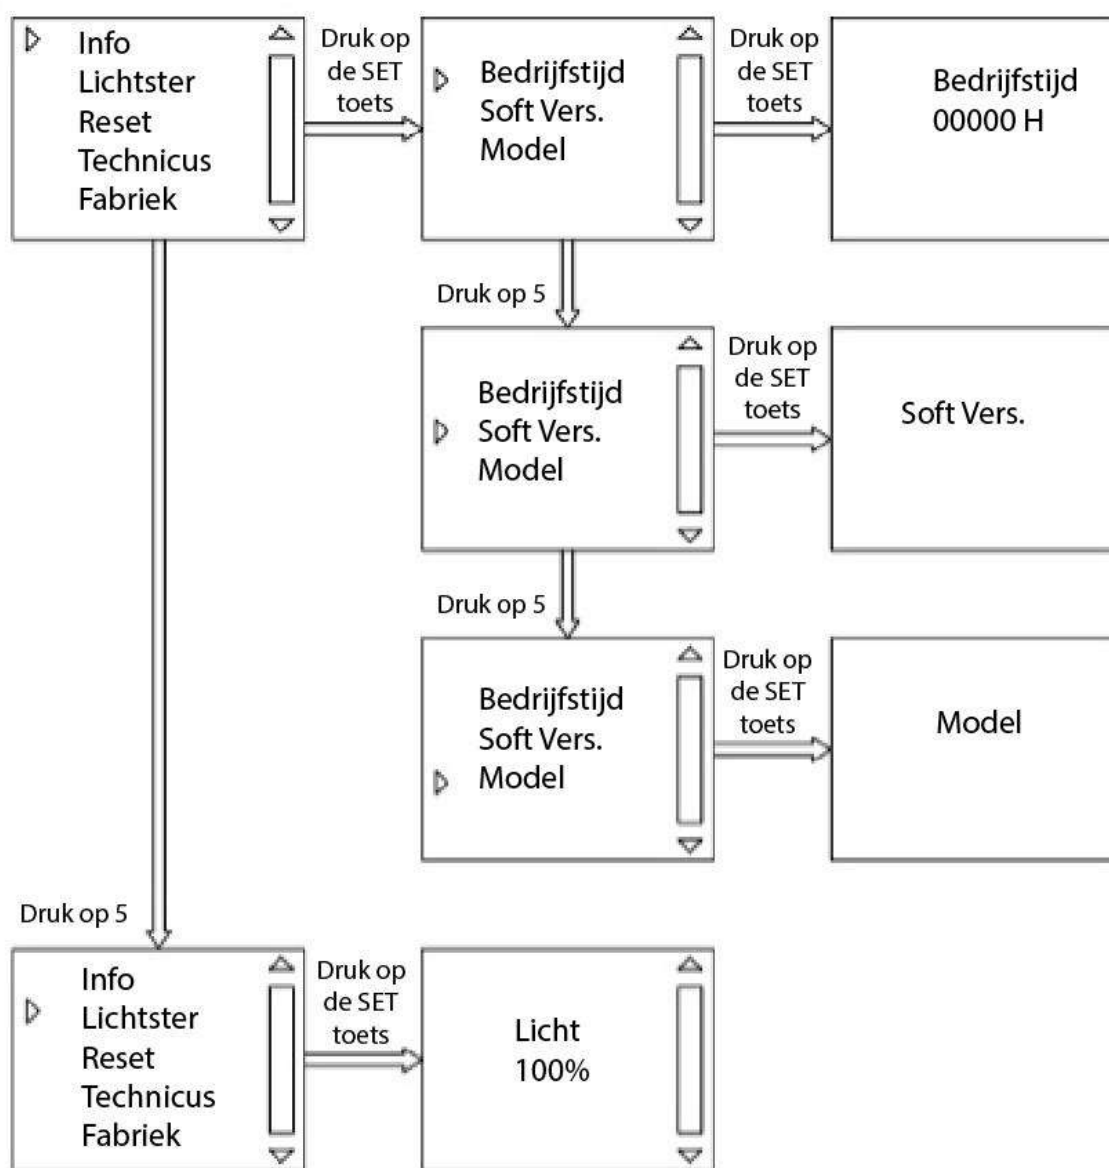 Info
Lichtster
Reset
Technicus
Fabriek
Druk op
de SET
toets
Bedrijfstijd
Soft Vers.
Model
Druk op
de SET
toets
Bedrijfstijd
00000 H
Druk op 5
Bedrijfstijd
Soft Vers.
Model
Druk op
de SET
toets
Soft Vers.
Druk op 5
Bedrijfstijd
Soft Vers.
Model
Druk op
de SET
toets
Model
Druk op 5
Info
Lichtster
Reset
Technicus
Fabriek
Druk op
de SET
toets
Licht
100%